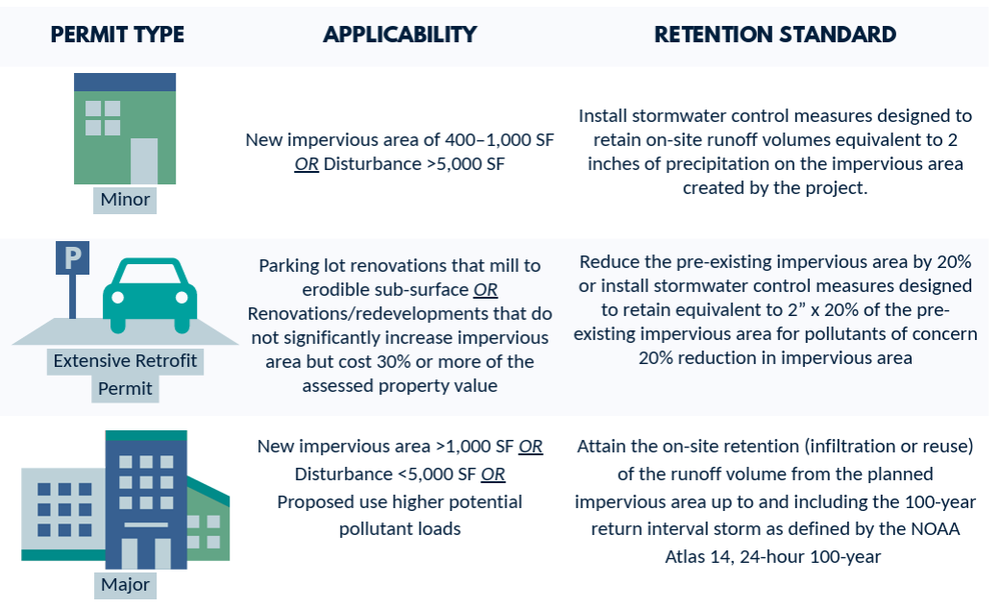 PERMIT TYPE
APPLICABILITY
RETENTION STANDARD
New impervious area of 400–1,000 SF
OR Disturbance >5,000 SF
Install stormwater control measures designed to
retain on-site runoff volumes equivalent to 2
inches of precipitation on the impervious area
created by the project.
Minor
P
Extensive Retrofit
Permit
Parking lot renovations that mill to
erodible sub-surface OR
Renovations/redevelopments that do
not significantly increase impervious
area but cost 30% or more of the
assessed property value
Reduce the pre-existing impervious area by 20%
or install stormwater control measures designed
to retain equivalent to 2” x 20% of the pre-
existing impervious area for pollutants of concern
20% reduction in impervious area
New impervious area >1,000 SF OR
Disturbance <5,000 SF OR
Proposed use higher potential
pollutant loads
Attain the on-site retention (infiltration or reuse)
of the runoff volume from the planned
impervious area up to and including the 100-year
return interval storm as defined by the NOAA
Atlas 14, 24-hour 100-year
Major